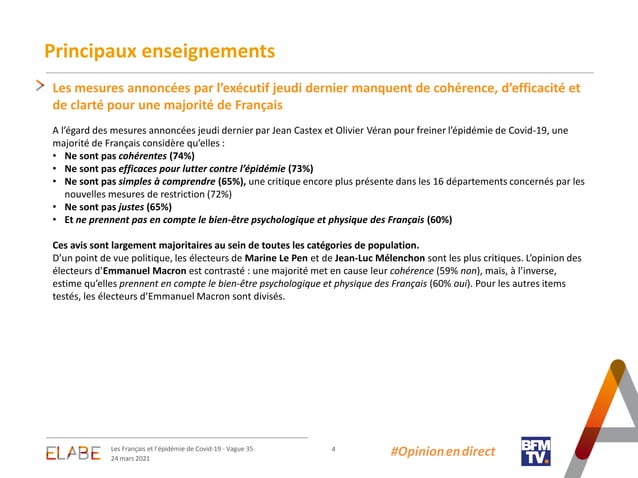 Principaux enseignements
Les mesures annoncées par l’exécutif jeudi dernier manquent de cohérence, d’efficacité et
de clarté pour une majorité de Français
A l’égard des mesures annoncées jeudi dernier par Jean Castex et Olivier Véran pour freiner l’épidémie de Covid-19, une
majorité de Français considère qu’elles :
• Ne sont pas cohérentes (74%)
• Ne sont pas efficaces pour lutter contre l’épidémie (73%)
• Ne sont pas simples à comprendre (65%), une critique encore plus présente dans les 16 départements concernés par les
nouvelles mesures de restriction (72%)
• Ne sont pas justes (65%)
• Et ne prennent pas en compte le bien-être psychologique et physique des Français (60%)
Ces avis sont largement majoritaires au sein de toutes les catégories de population.
D’un point de vue politique, les électeurs de Marine Le Pen et de Jean-Luc Mélenchon sont les plus critiques. L’opinion des
électeurs d’Emmanuel Macron est contrasté : une majorité met en cause leur cohérence (59% non), mais, à l’inverse,
estime qu’elles prennent en compte le bien-être psychologique et physique des Français (60% oui). Pour les autres items
testés, les électeurs d’Emmanuel Macron sont divisés.
ELABE
Les Français et l’épidémie de Covid-19 - Vague 35
24 mars 2021
4
#Opinionendirect
BFM
TV.